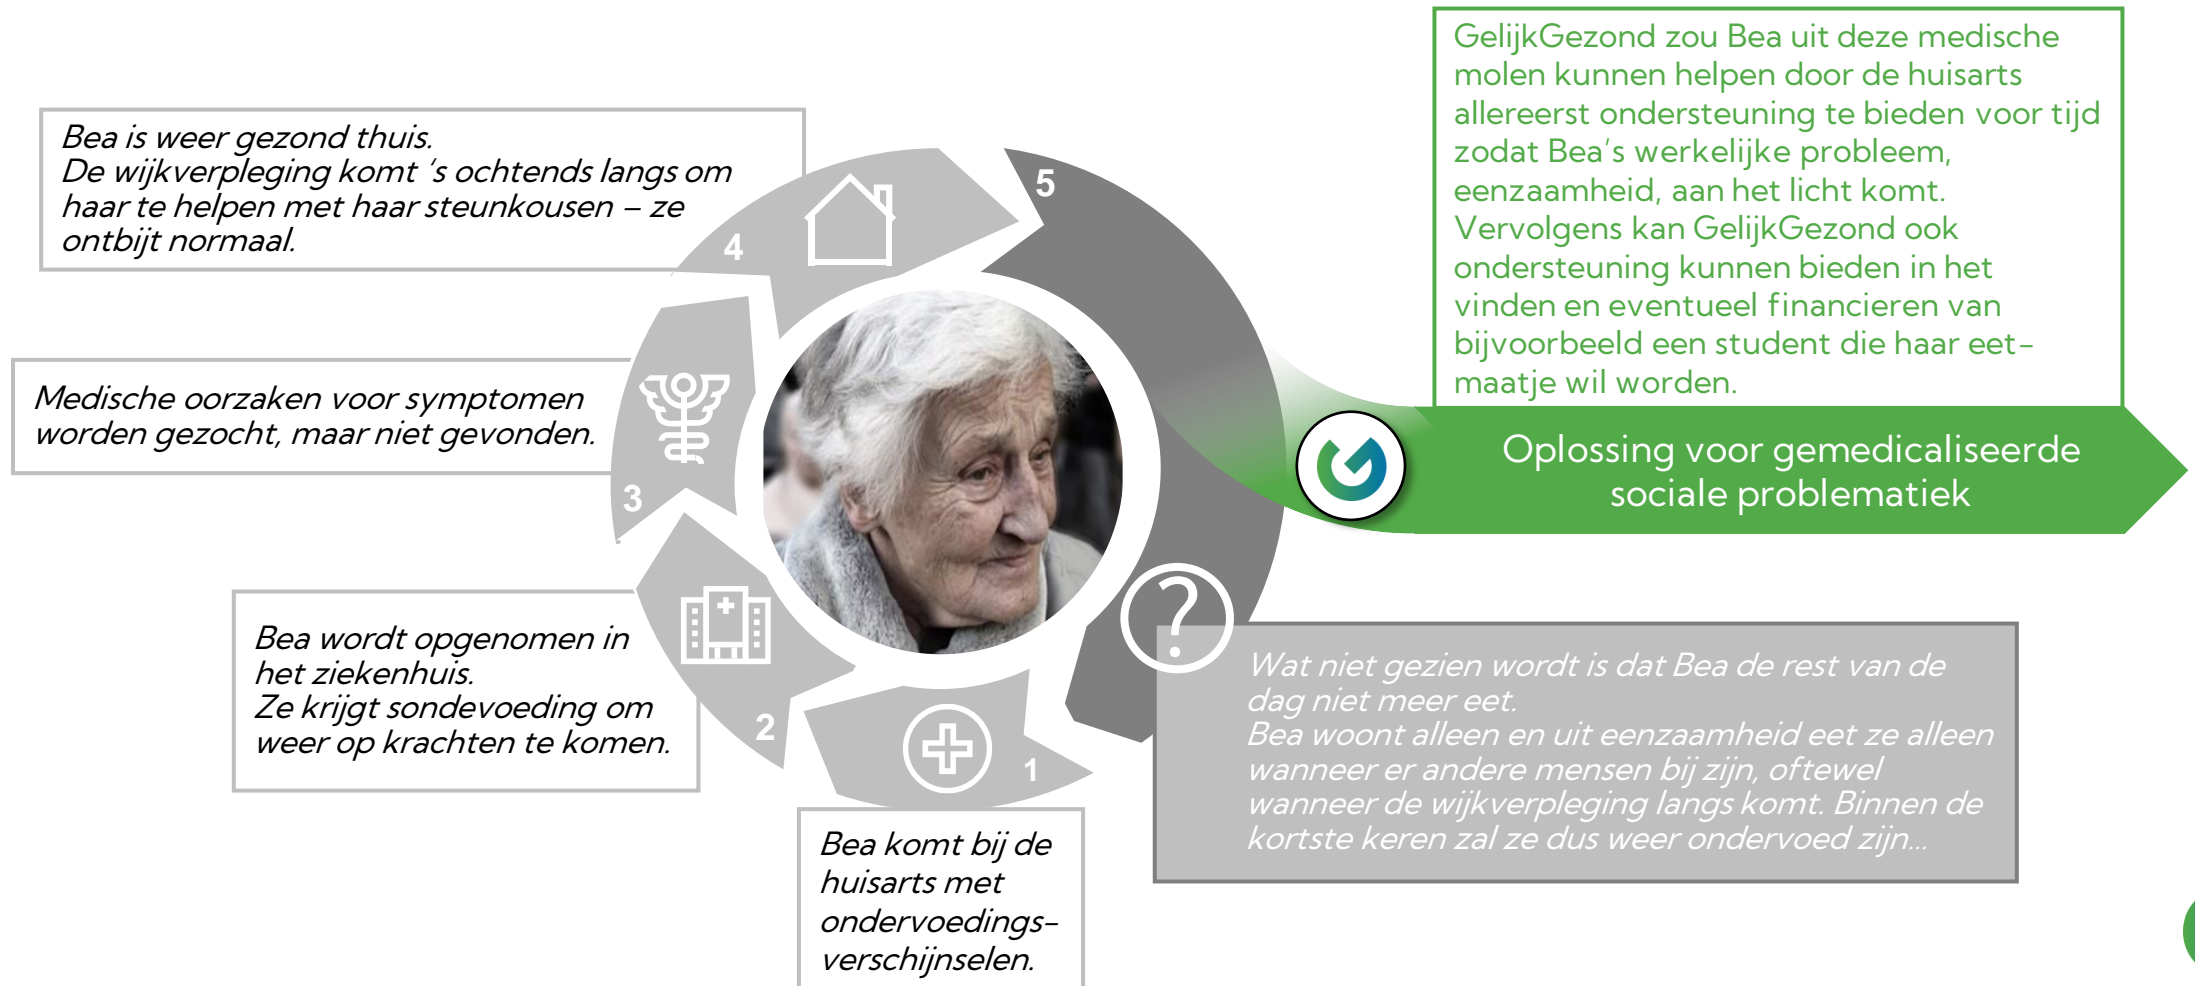 GelijkGezond zou Bea uit deze medische
molen kunnen helpen door de huisarts
allereerst ondersteuning te bieden voor tijd
zodat Bea's werkelijke probleem,
eenzaamheid, aan het licht komt.
Vervolgens kan GelijkGezond ook
ondersteuning kunnen bieden in het
vinden en eventueel financieren van
bijvoorbeeld een student die haar eet-
maatje wil worden.
Oplossing voor gemedicaliseerde
sociale problematiek
5
Bea is weer gezond thuis.
De wijkverpleging komt 's ochtends langs om
haar te helpen met haar steunkousen – ze
ontbijt normaal.
4
Medische oorzaken voor symptomen
worden gezocht, maar niet gevonden.
3
Bea wordt opgenomen in
het ziekenhuis.
Ze krijgt sondevoeding om
weer op krachten te komen.
2
1
Bea komt bij de
huisarts met
ondervoedings-
verschijnselen.
?
Wat niet gezien wordt is dat Bea de rest van de
dag niet meer eet.
Bea woont alleen en uit eenzaamheid eet ze alleen
wanneer er andere mensen bij zijn, oftewel
wanneer de wijkverpleging langs komt. Binnen de
kortste keren zal ze dus weer ondervoed zijn...